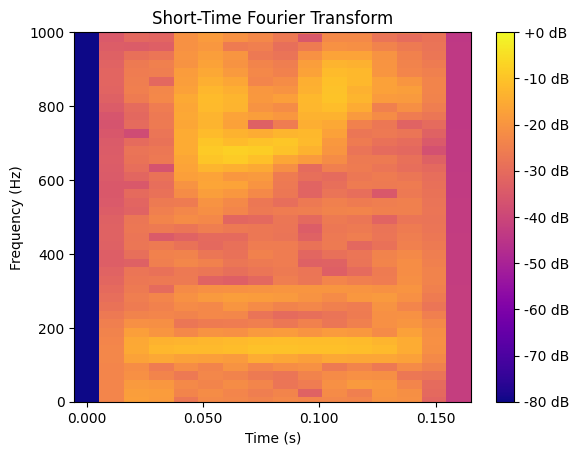 Short-Time Fourier Transform
1000
800
600
400
200
0
Frequency (Hz)
0.000
0.050
0.100
0.150
Time (s)
+0 dB
-10 dB
-20 dB
-30 dB
-40 dB
-50 dB
-60 dB
-70 dB
-80 dB